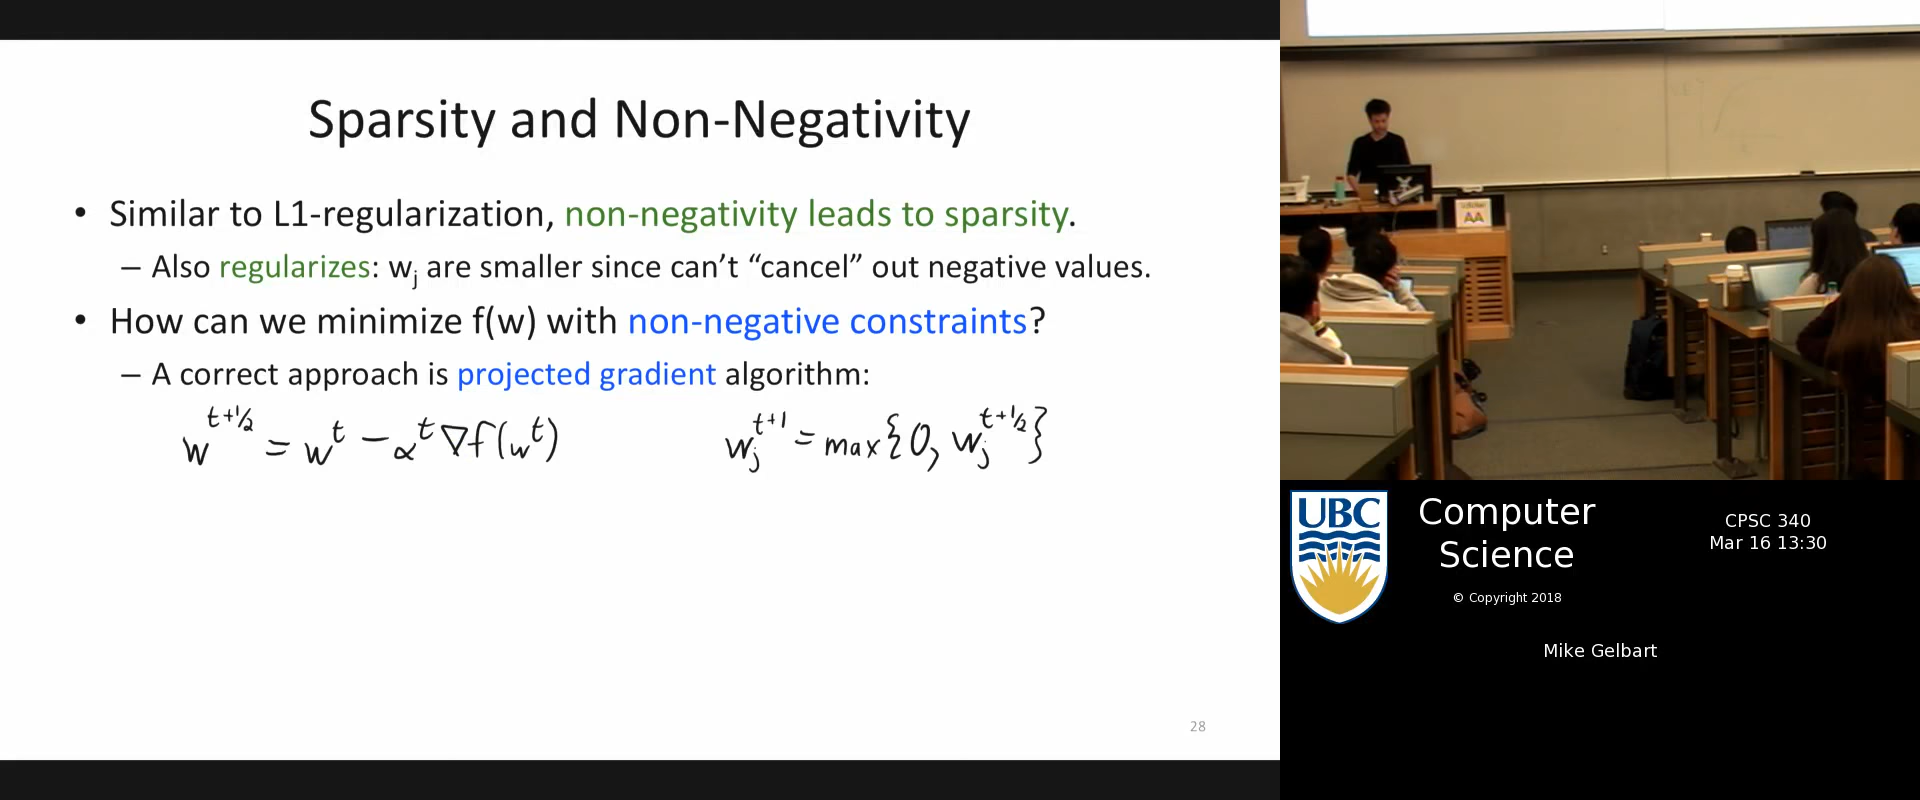 Sparsity and Non-Negativity
• Similar to L1-regularization, non-negativity leads to sparsity.
– Also regularizes: wj are smaller since can't “cancel” out negative values.
• How can we minimize f(w) with non-negative constraints?
– A correct approach is projected gradient algorithm:
w^{t+1/2} = w^t − α^t ∇f(w^t)
w_j^{t+1} = max{0, w_j^{t+1/2}}
28
UBC
Computer
Science
© Copyright 2018
CPSC 340
Mar 16 13:30
Mike Gelbart